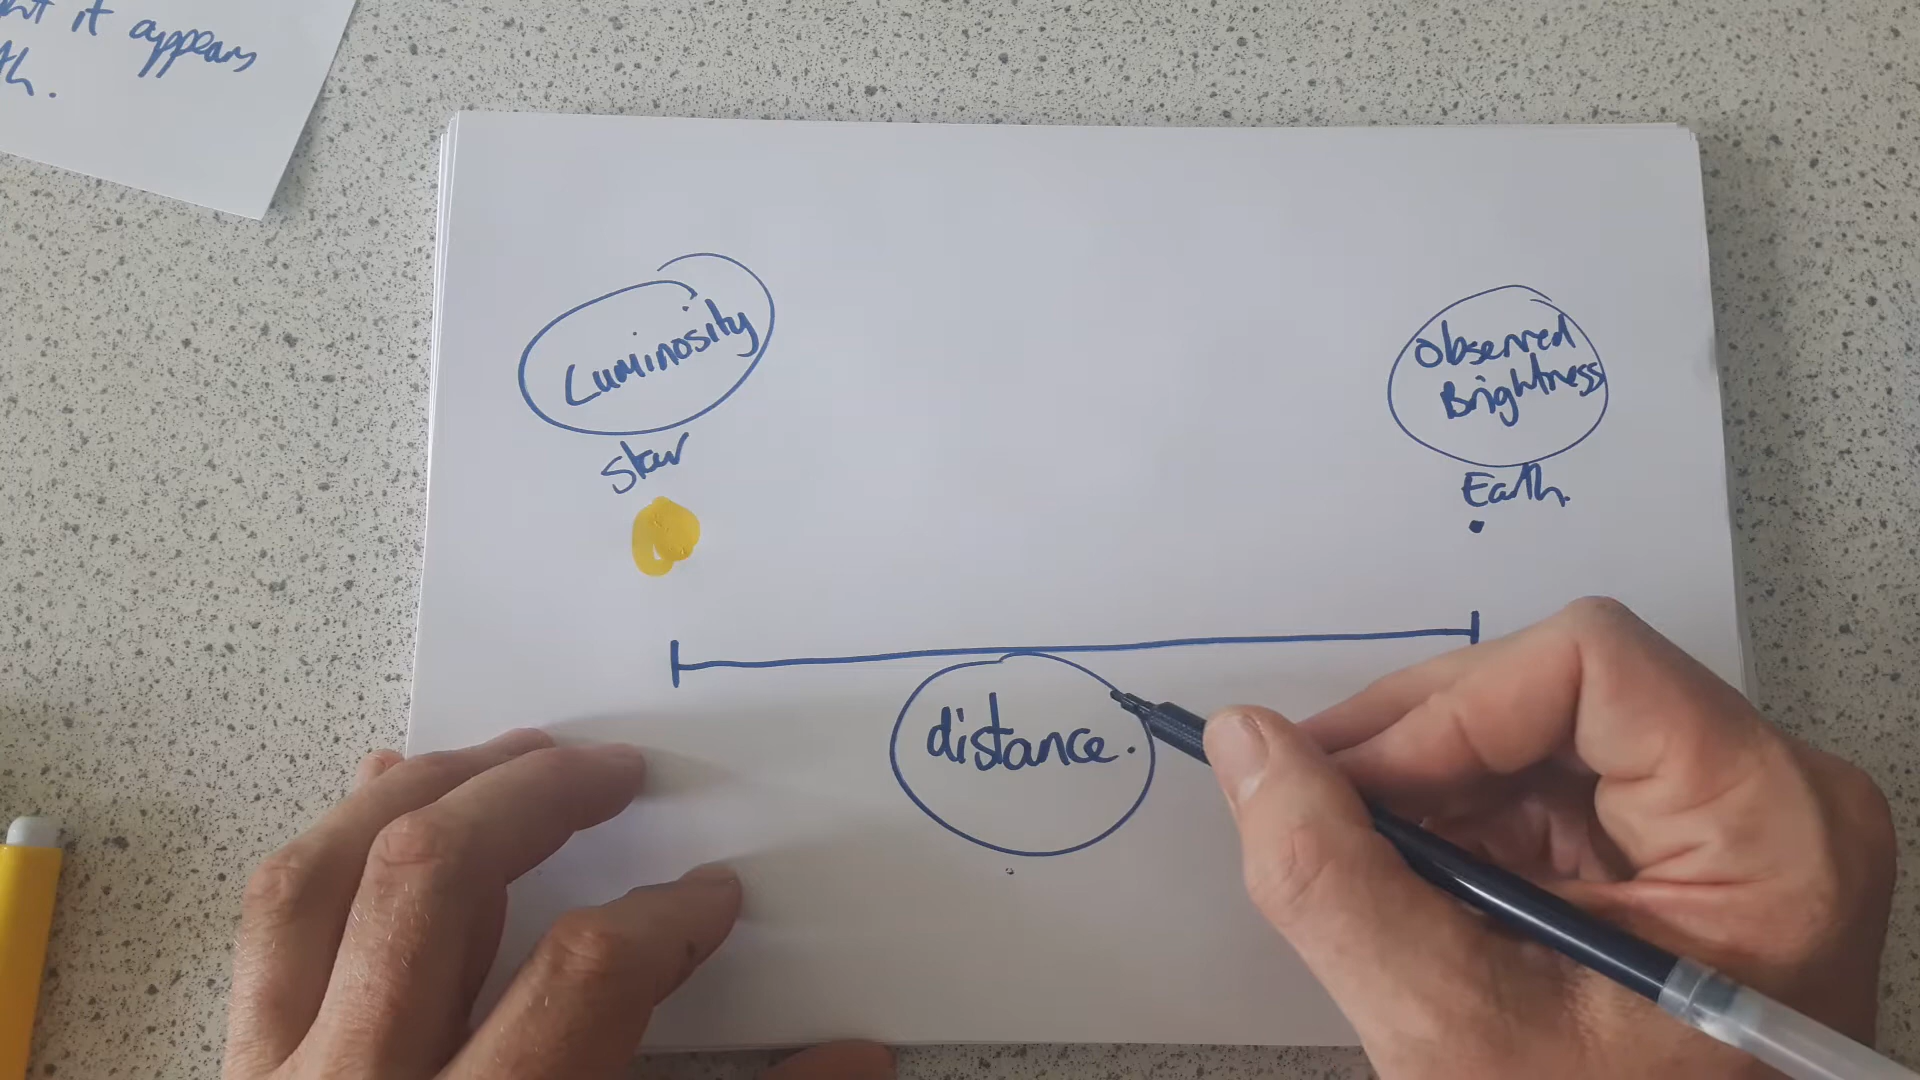 it appears
Luminosity
Star
Observed
Brightness
Earth.
distance.